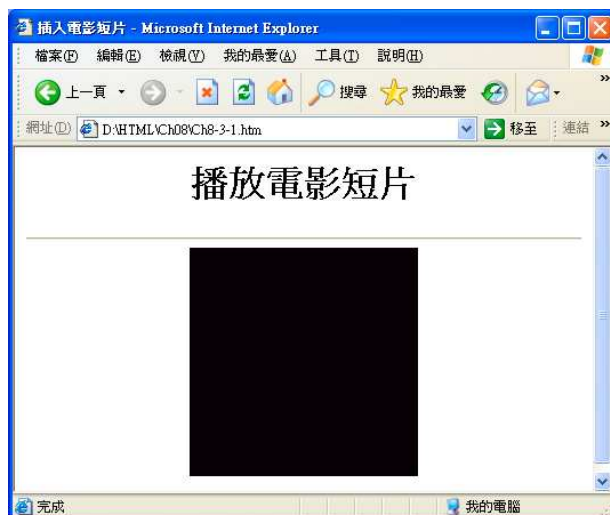 插入電影短片 - Microsoft Internet Explorer
檔案(F) 編輯(E) 檢視(V) 我的最愛(A) 工具(T) 說明(H)
上一頁 搜尋 我的最愛 »
網址(D) D:\HTML\Ch08\Ch8-3-1.htm 移至 連結 »
播放電影短片
完成 我的電腦